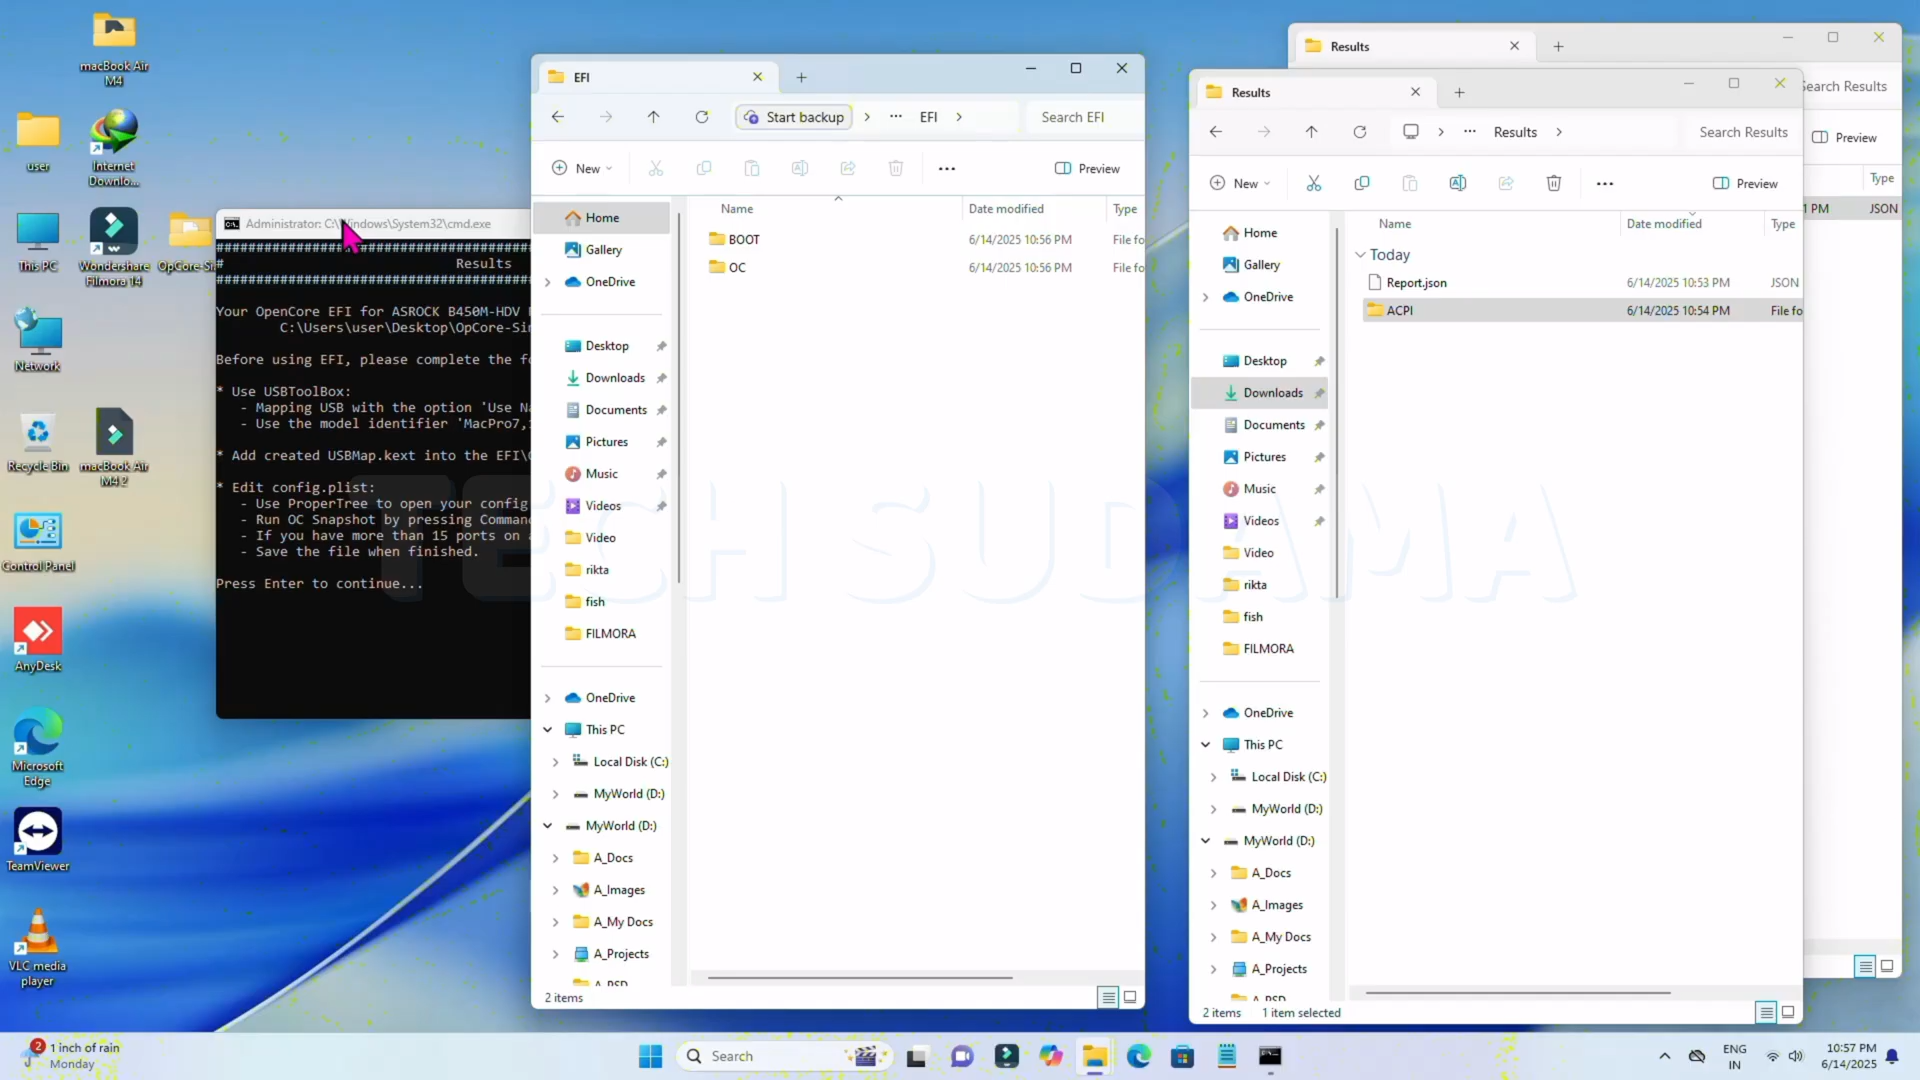 macBook Air
M4
user
Internet
Downlo...
This PC
Wondershare
Filmora 14
OpCore-Si
Network
Recycle Bin
macBook Air
M4.2
Control Panel
AnyDesk
Microsoft
Edge
TeamViewer
VLC media
player
Administrator: C:\Windows\System32\cmd.exe
########################################
# Results
########################################
Your OpenCore EFI for ASROCK B450M-HDV
C:\Users\user\Desktop\OpCore-Si
Before using EFI, please complete the fo
* Use USBToolBox:
- Mapping USB with the option 'Use Na
- Use the model identifier 'MacPro7,
* Add created USBMap.kext into the EFI\
* Edit config.plist:
- Use ProperTree to open your config
- Run OC Snapshot by pressing Comman
- If you have more than 15 ports on a
- Save the file when finished.
Press Enter to continue...
EFI
Start backup
EFI
Search EFI
New
Preview
Home
Gallery
OneDrive
Desktop
Downloads
Documents
Pictures
Music
Videos
Video
rikta
fish
FILMORA
OneDrive
This PC
Local Disk (C:)
MyWorld (D:)
MyWorld (D:)
A_Docs
A_Images
A_My Docs
A_Projects
A_PSD
Name Date modified Type
BOOT 6/14/2025 10:56 PM File fo
OC 6/14/2025 10:56 PM File fo
2 items
Results
Search Results
Preview
Type
1 PM JSON
Results
Results
Search Results
New
Preview
Home
Gallery
OneDrive
Desktop
Downloads
Documents
Pictures
Music
Videos
Video
rikta
fish
FILMORA
OneDrive
This PC
Local Disk (C:)
MyWorld (D:)
MyWorld (D:)
A_Docs
A_Images
A_My Docs
A_Projects
A_PSD
Name Date modified Type
Today
Report.json 6/14/2025 10:53 PM JSON
ACPI 6/14/2025 10:54 PM File fo
2 items 1 item selected
TECH SUDAMA
2
1 inch of rain
Monday
Search
ENG
IN
10:57 PM
6/14/2025